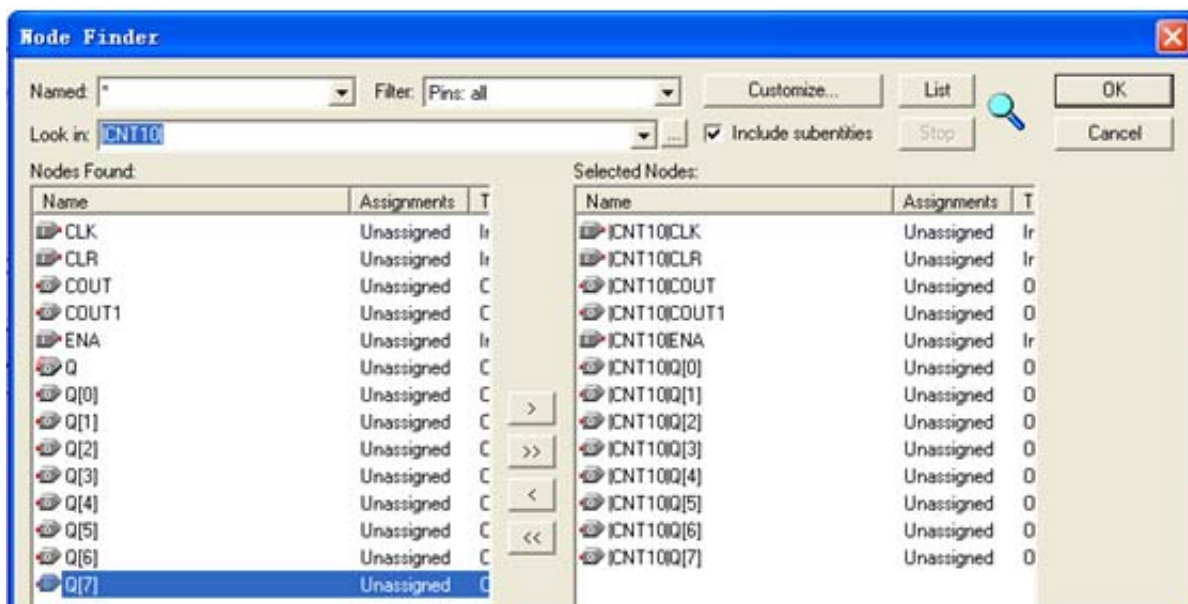 Node Finder
Named: * Filter: Pins: all Customize... List OK
Look in: |CNT10| ... Include subentities Stop Cancel
Nodes Found: Selected Nodes:
Name Assignments T Name Assignments T
CLK Unassigned |CNT10|CLK Unassigned
CLR Unassigned |CNT10|CLR Unassigned
COUT Unassigned |CNT10|COUT Unassigned O
COUT1 Unassigned |CNT10|COUT1 Unassigned O
ENA Unassigned |CNT10|ENA Unassigned
Q Unassigned |CNT10|Q[0] Unassigned O
Q[0] Unassigned |CNT10|Q[1] Unassigned O
Q[1] Unassigned > |CNT10|Q[2] Unassigned O
Q[2] Unassigned >> |CNT10|Q[3] Unassigned O
Q[3] Unassigned |CNT10|Q[4] Unassigned O
Q[4] Unassigned < |CNT10|Q[5] Unassigned O
Q[5] Unassigned << |CNT10|Q[6] Unassigned O
Q[6] Unassigned |CNT10|Q[7] Unassigned O
Q[7] Unassigned